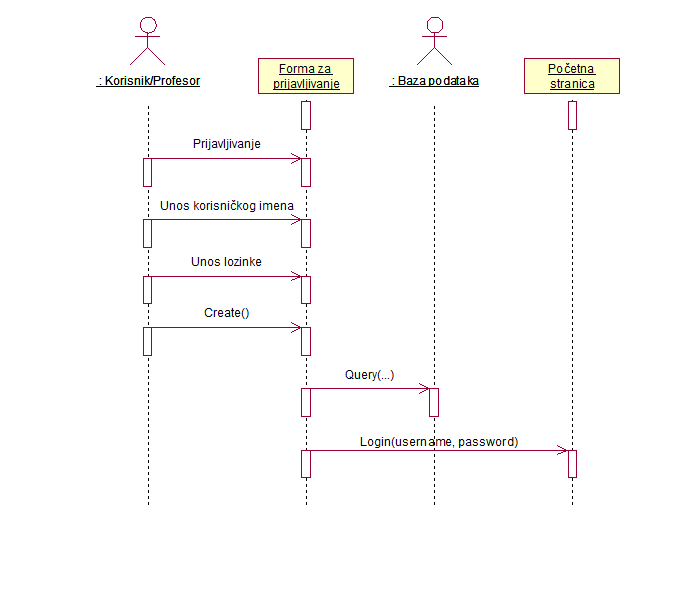 Forma za
prijavljivanje
Početna
stranica
: Korisnik/Profesor
: Baza podataka
Prijavljivanje
Unos korisničkog imena
Unos lozinke
Create()
Query(...)
Login(username, password)